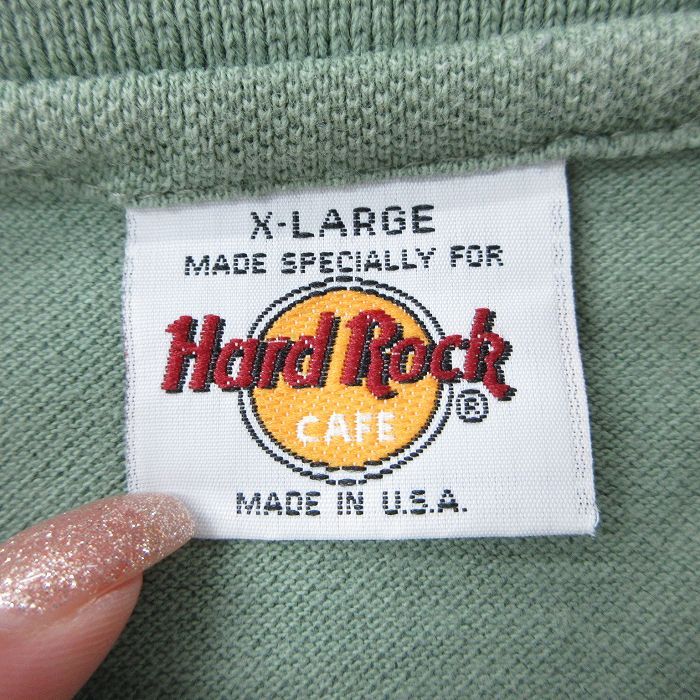 X-LARGE
MADE SPECIALLY FOR
Hard Rock
CAFE ®
MADE IN U.S.A.